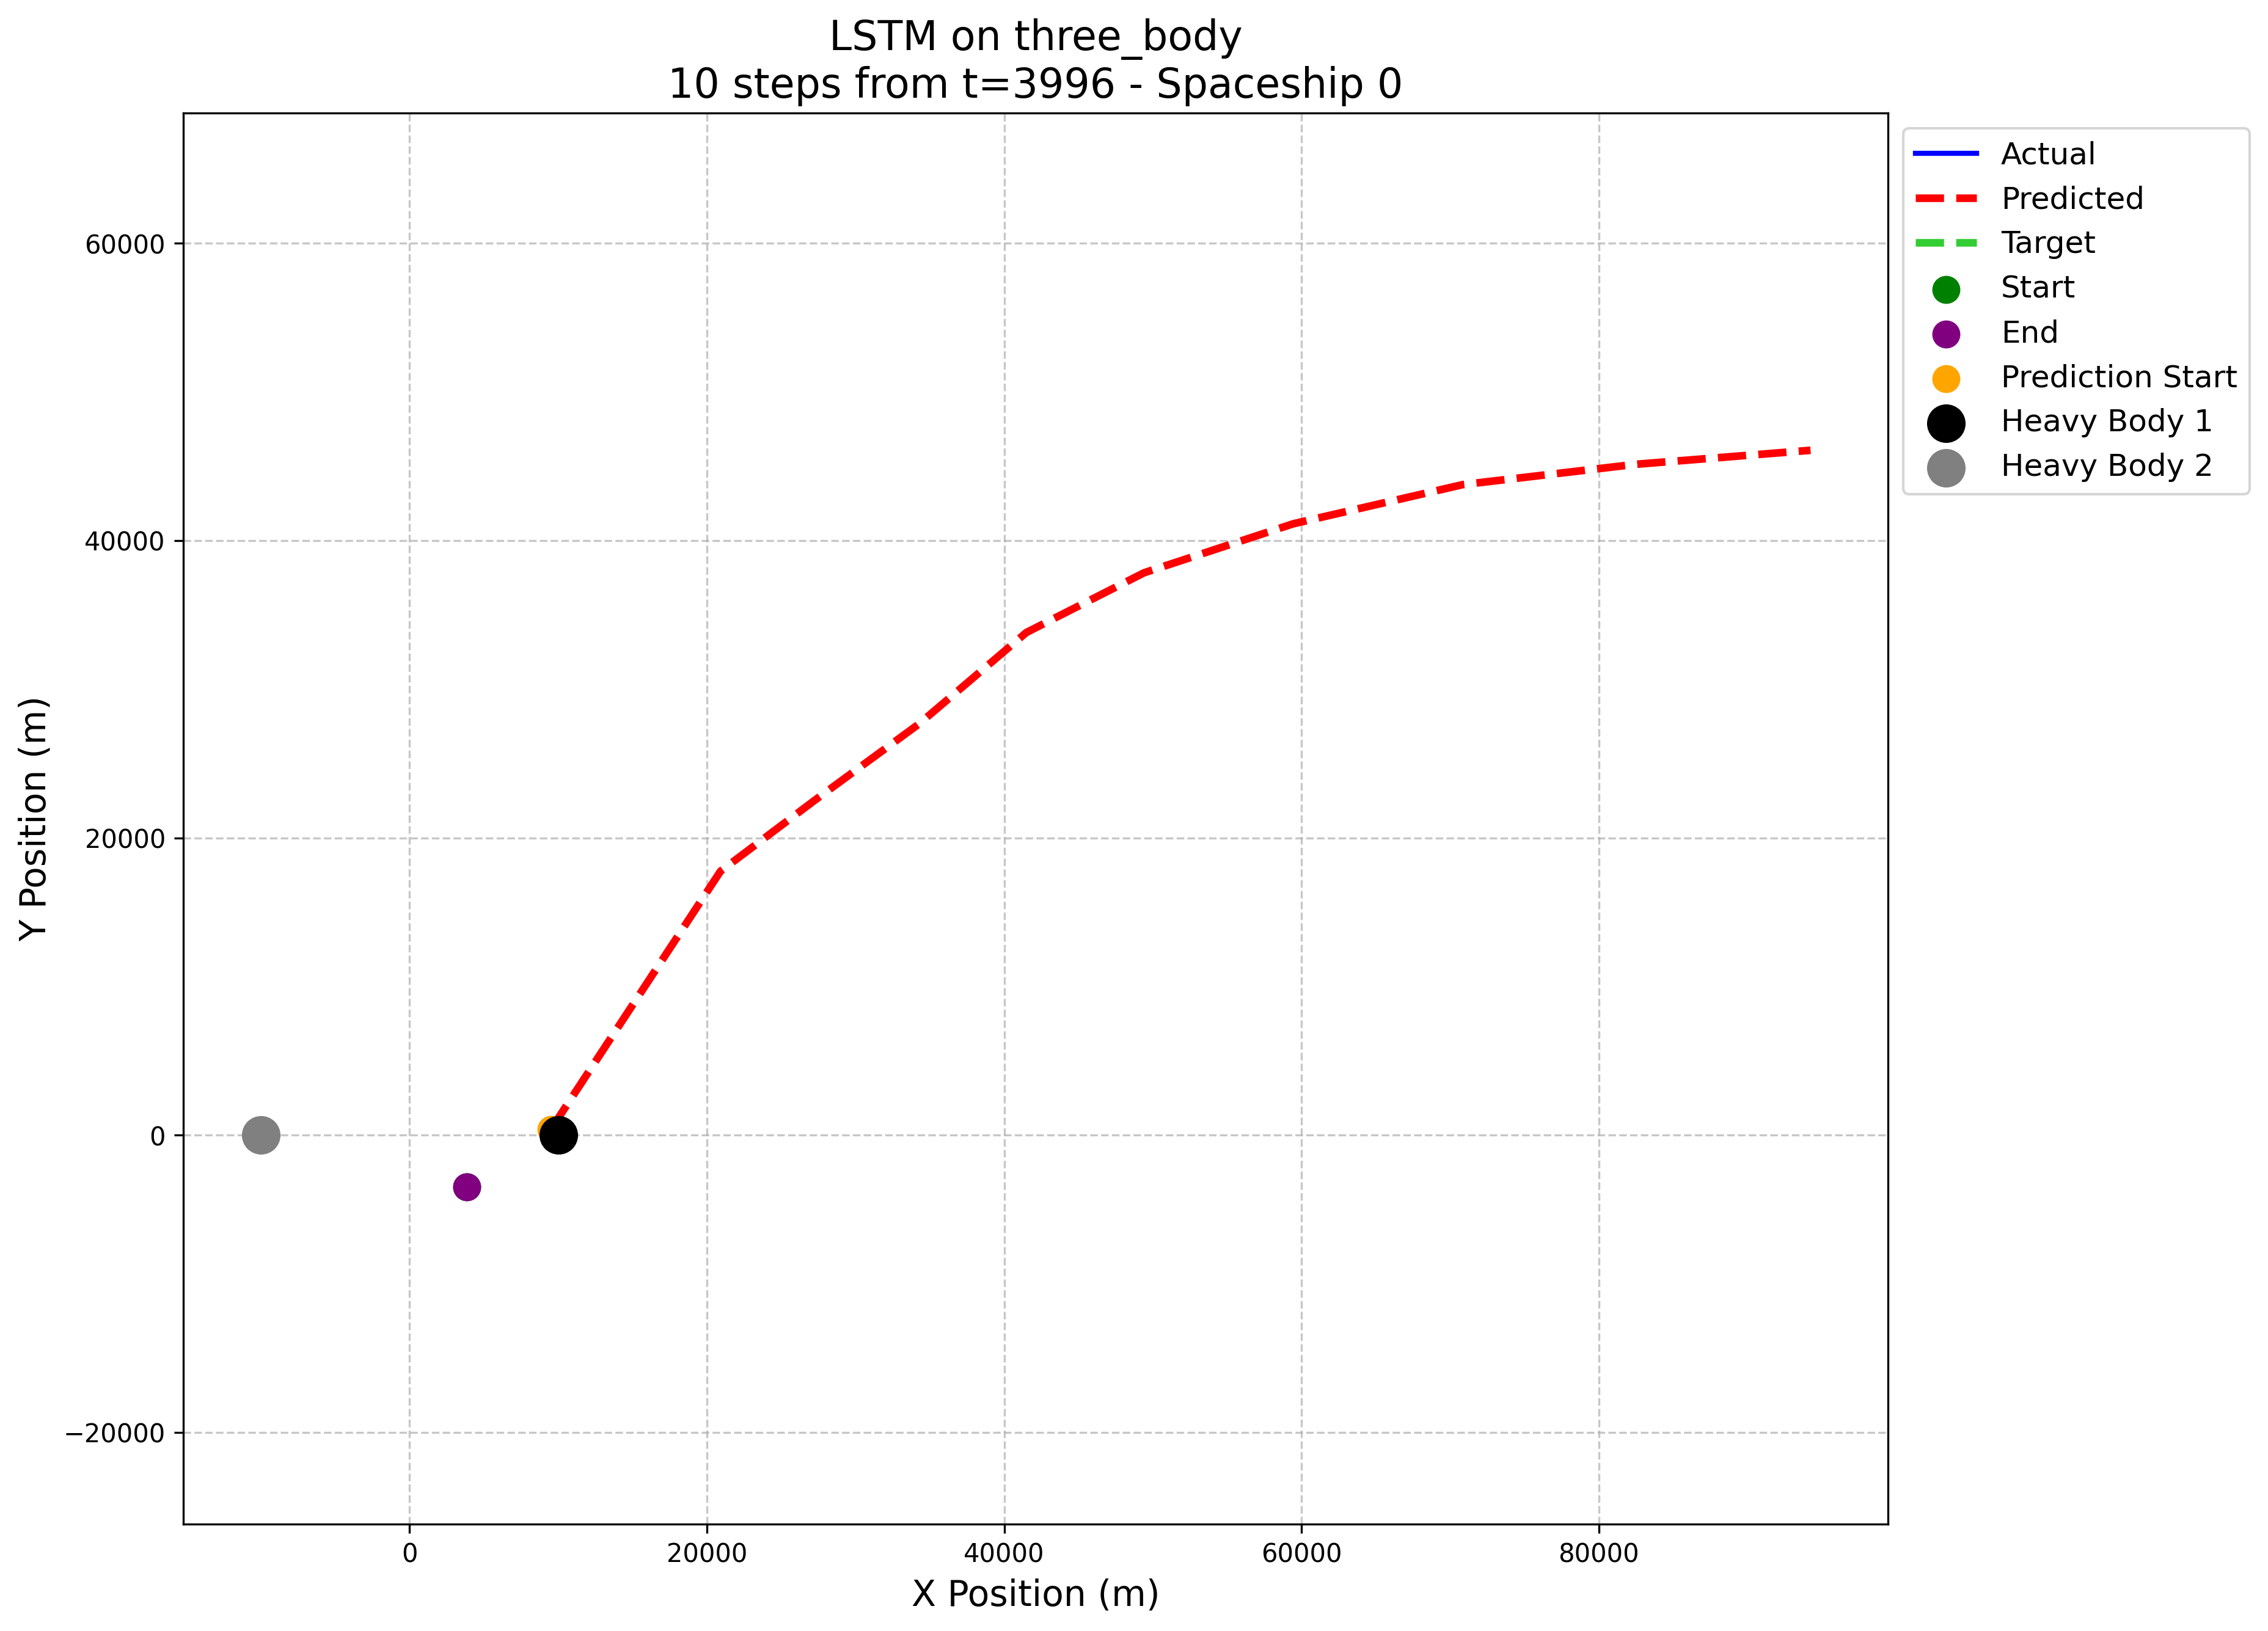 LSTM on three_body
10 steps from t=3996 - Spaceship 0
Actual
Predicted
Target
Start
End
Prediction Start
Heavy Body 1
Heavy Body 2
Y Position (m)
60000
40000
20000
0
−20000
0
20000
40000
60000
80000
X Position (m)